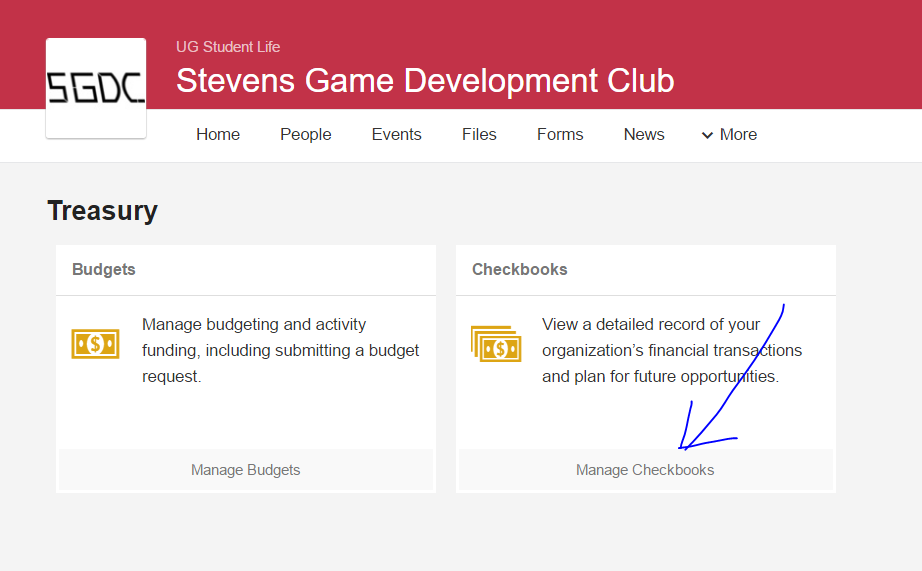 SGDC
UG Student Life
Stevens Game Development Club
Home People Events Files Forms News More
Treasury
Budgets
Manage budgeting and activity
funding, including submitting a budget
request.
Manage Budgets
Checkbooks
View a detailed record of your
organization’s financial transactions
and plan for future opportunities.
Manage Checkbooks